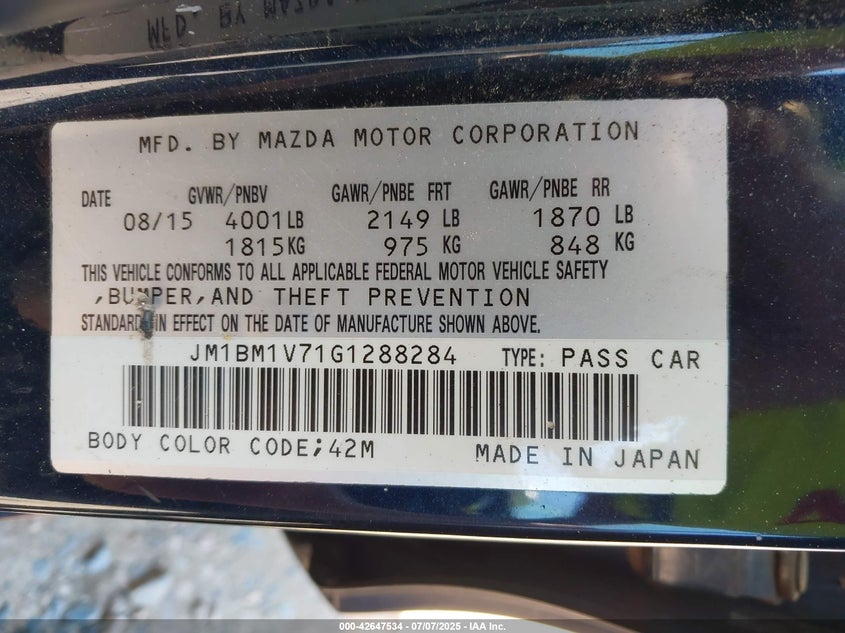 MFD. BY MAZDA MOTOR CORPORATION
DATE GVWR/PNBV GAWR/PNBE FRT GAWR/PNBE RR
08/15 4001LB 2149 LB 1870 LB
1815KG 975 KG 848 KG
THIS VEHICLE CONFORMS TO ALL APPLICABLE FEDERAL MOTOR VEHICLE SAFETY
,BUMPER,AND THEFT PREVENTION
STANDARD IN EFFECT ON THE DATE OF MANUFACTURE SHOWN ABOVE.
JM1BM1V71G1288284 TYPE: PASS CAR
BODY COLOR CODE;42M MADE IN JAPAN
000-42647534 - 07/07/2025 - IAA Inc.